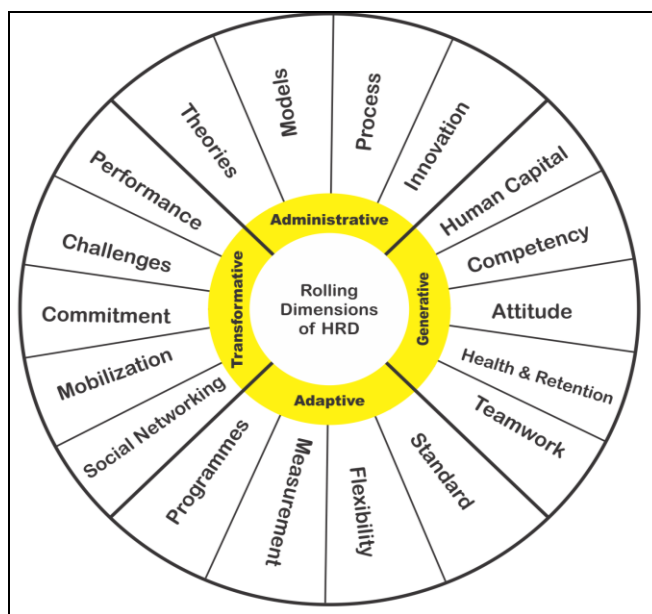 Theories
Models
Process
Innovation
Human Capital
Competency
Attitude
Health & Retention
Teamwork
Standard
Flexibility
Measurement
Programmes
Social Networking
Mobilization
Commitment
Challenges
Performance
Administrative
Generative
Adaptive
Transformative
Rolling
Dimensions
of HRD